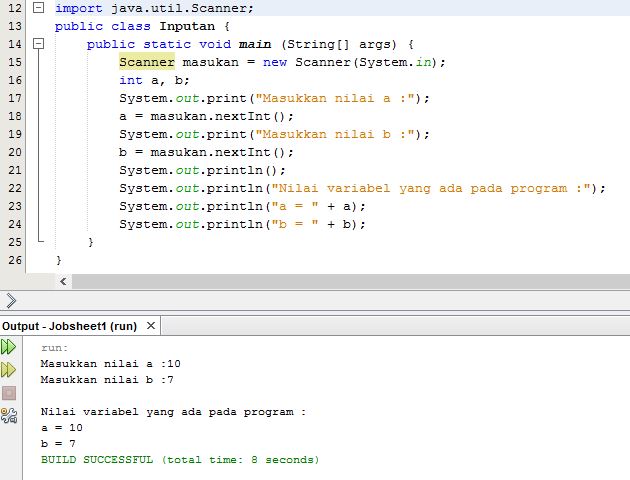 12 import java.util.Scanner;
13 public class Inputan {
14 public static void main (String[] args) {
15 Scanner masukan = new Scanner(System.in);
16 int a, b;
17 System.out.print("Masukkan nilai a :");
18 a = masukan.nextInt();
19 System.out.print("Masukkan nilai b :");
20 b = masukan.nextInt();
21 System.out.println();
22 System.out.println("Nilai variabel yang ada pada program :");
23 System.out.println("a = " + a);
24 System.out.println("b = " + b);
25 }
26 }
Output - Jobsheet1 (run)
run:
Masukkan nilai a :10
Masukkan nilai b :7
Nilai variabel yang ada pada program :
a = 10
b = 7
BUILD SUCCESSFUL (total time: 8 seconds)